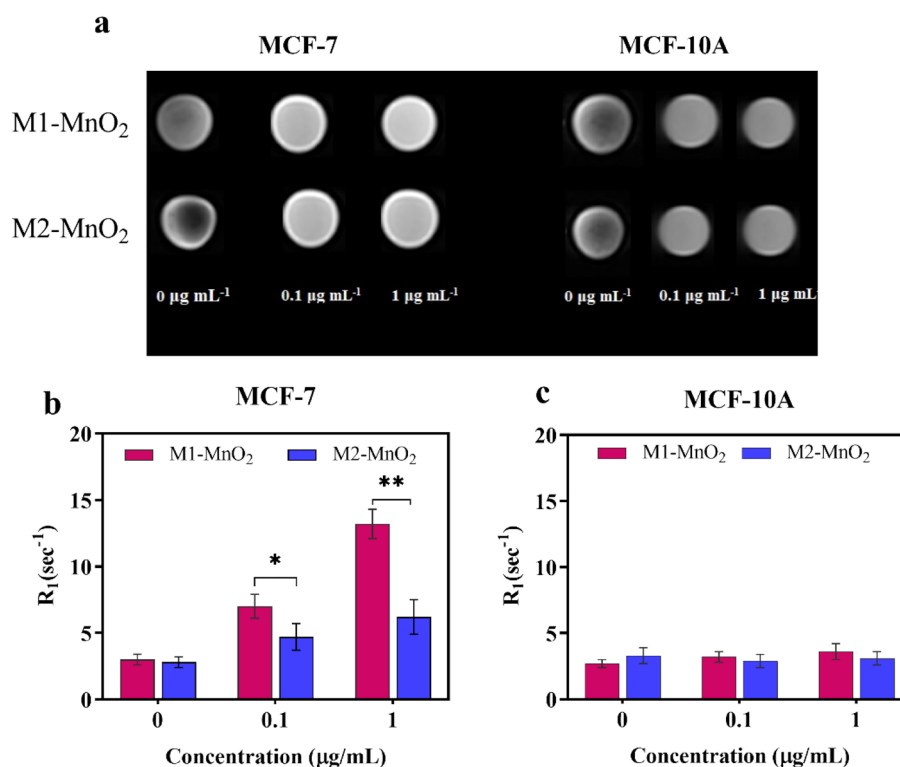 a
MCF-7 MCF-10A
M1-MnO₂
M2-MnO₂
0 µg mL⁻¹ 0.1 µg mL⁻¹ 1 µg mL⁻¹ 0 µg mL⁻¹ 0.1 µg mL⁻¹ 1 µg mL⁻
b MCF-7
20
15
10
5
0
R₁(sec⁻¹)
M1-MnO₂ M2-MnO₂
*
**
0 0.1 1
Concentration (µg/mL)
c MCF-10A
20
15
10
5
0
R₁(sec⁻¹)
M1-MnO₂ M2-MnO₂
0 0.1 1
Concentration (µg/mL)